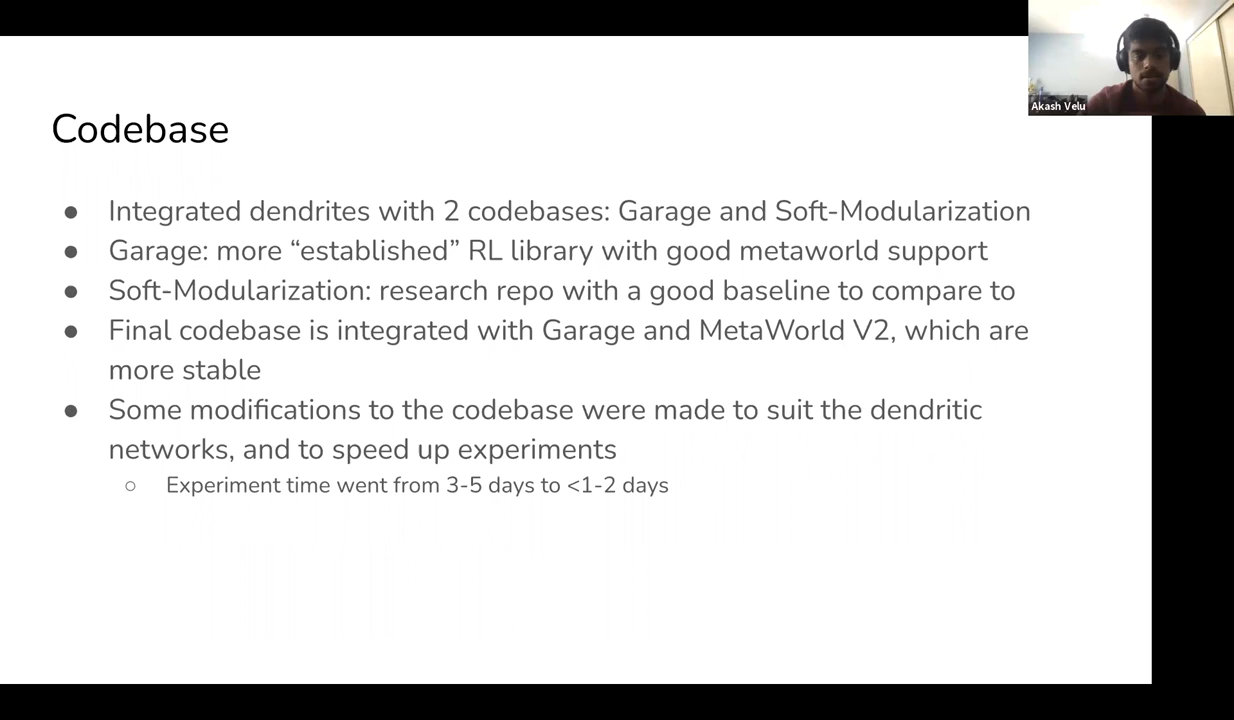 Akash Velu
Codebase
● Integrated dendrites with 2 codebases: Garage and Soft-Modularization
● Garage: more “established” RL library with good metaworld support
● Soft-Modularization: research repo with a good baseline to compare to
● Final codebase is integrated with Garage and MetaWorld V2, which are
more stable
● Some modifications to the codebase were made to suit the dendritic
networks, and to speed up experiments
○ Experiment time went from 3-5 days to <1-2 days